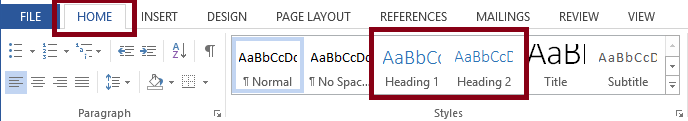 FILE HOME INSERT DESIGN PAGE LAYOUT REFERENCES MAILINGS REVIEW VIEW
AaBbCcDc AaBbCcDc AaBbCc AaBbCcD AaBl AaBbCcD
¶ Normal ¶ No Spac... Heading 1 Heading 2 Title Subtitle
Paragraph Styles